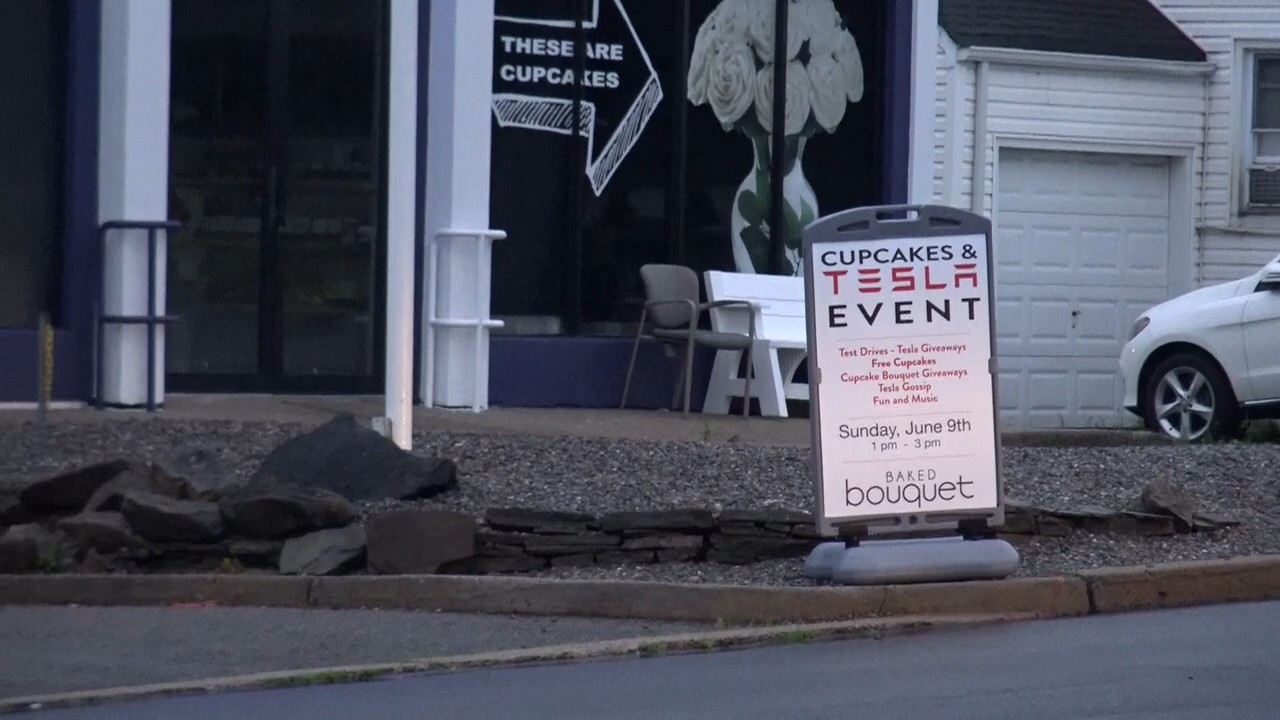 THESE ARE
CUPCAKES
CUPCAKES &
TESLA
EVENT
Test Drives - Tesla Giveaways
Free Cupcakes
Cupcake Bouquet Giveaways
Tesla Gossip
Fun and Music
Sunday, June 9th
1 pm - 3 pm
BAKED
bouquet